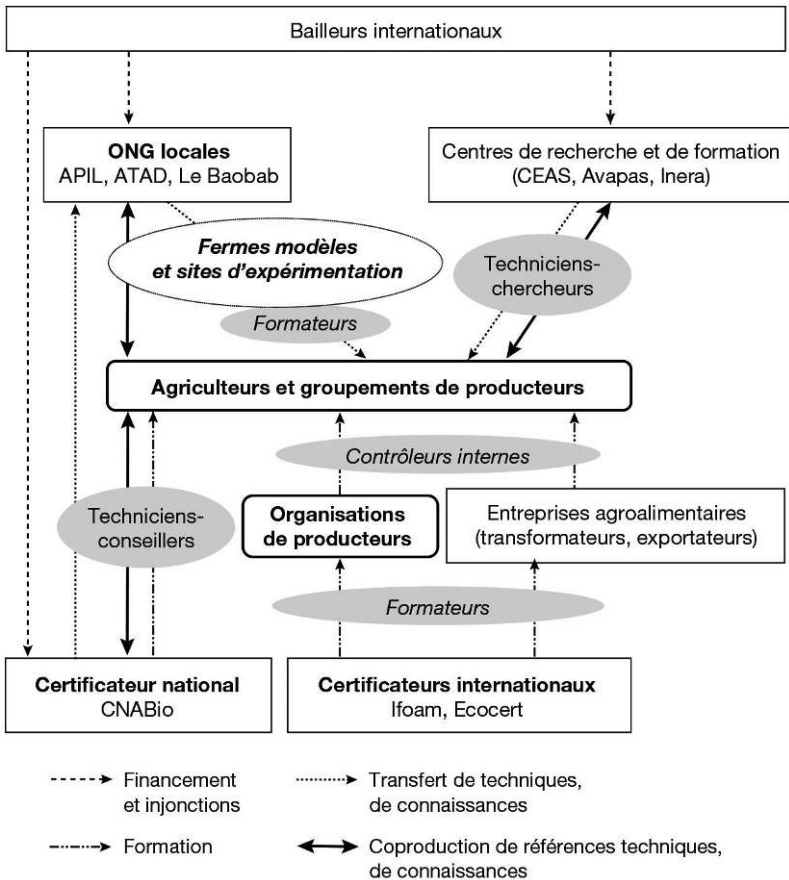 Bailleurs internationaux
ONG locales
APIL, ATAD, Le Baobab
Centres de recherche et de formation
(CEAS, Avapas, Inera)
Fermes modèles
et sites d'expérimentation
Techniciens-
chercheurs
Formateurs
Agriculteurs et groupements de producteurs
Contrôleurs internes
Techniciens-
conseillers
Organisations
de producteurs
Entreprises agroalimentaires
(transformateurs, exportateurs)
Formateurs
Certificateur national
CNABio
Certificateurs internationaux
Ifoam, Ecocert
Financement
et injonctions
Transfert de techniques,
de connaissances
Formation
Coproduction de références techniques,
de connaissances